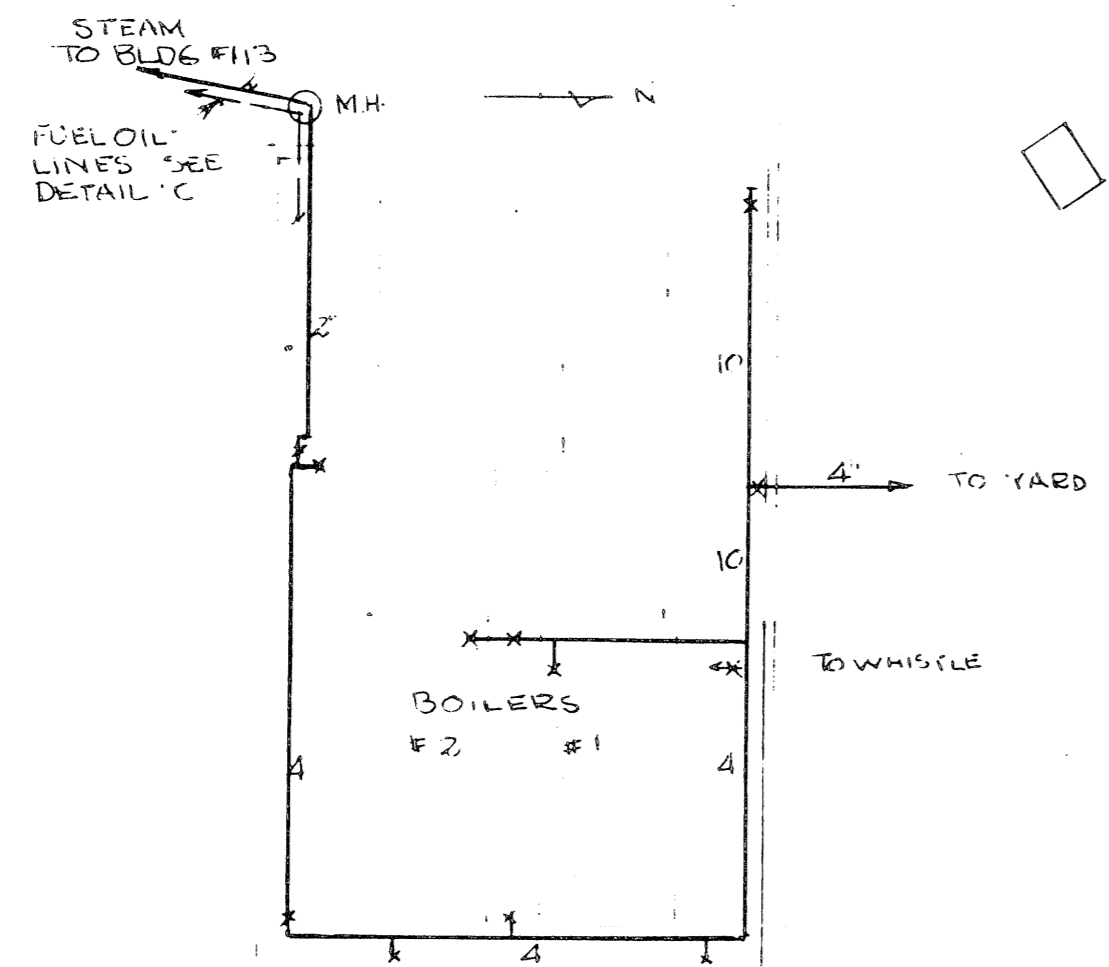 STEAM
TO BLDG #113
M.H.
N
FUEL OIL
LINES SEE
DETAIL 'C
2"
10
4"
TO YARD
10
TO WHISTLE
BOILERS
#2 #1
4
4
4